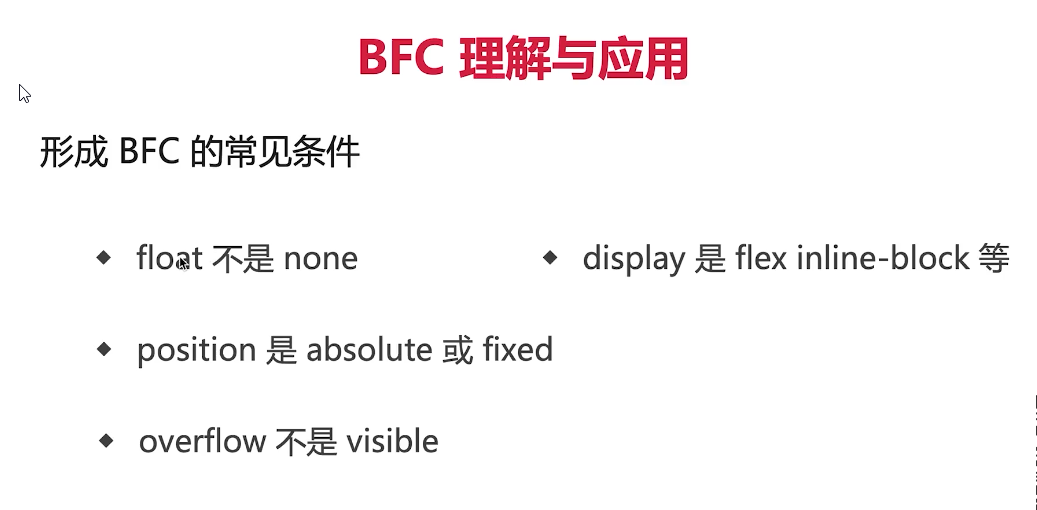 BFC 理解与应用
形成 BFC 的常见条件
float 不是 none
display 是 flex inline-block 等
position 是 absolute 或 fixed
overflow 不是 visible